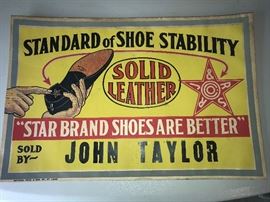 STANDARD of SHOE STABILITY
SOLID
LEATHER
"STAR BRAND SHOES ARE BETTER"
SOLD
BY~
JOHN TAYLOR